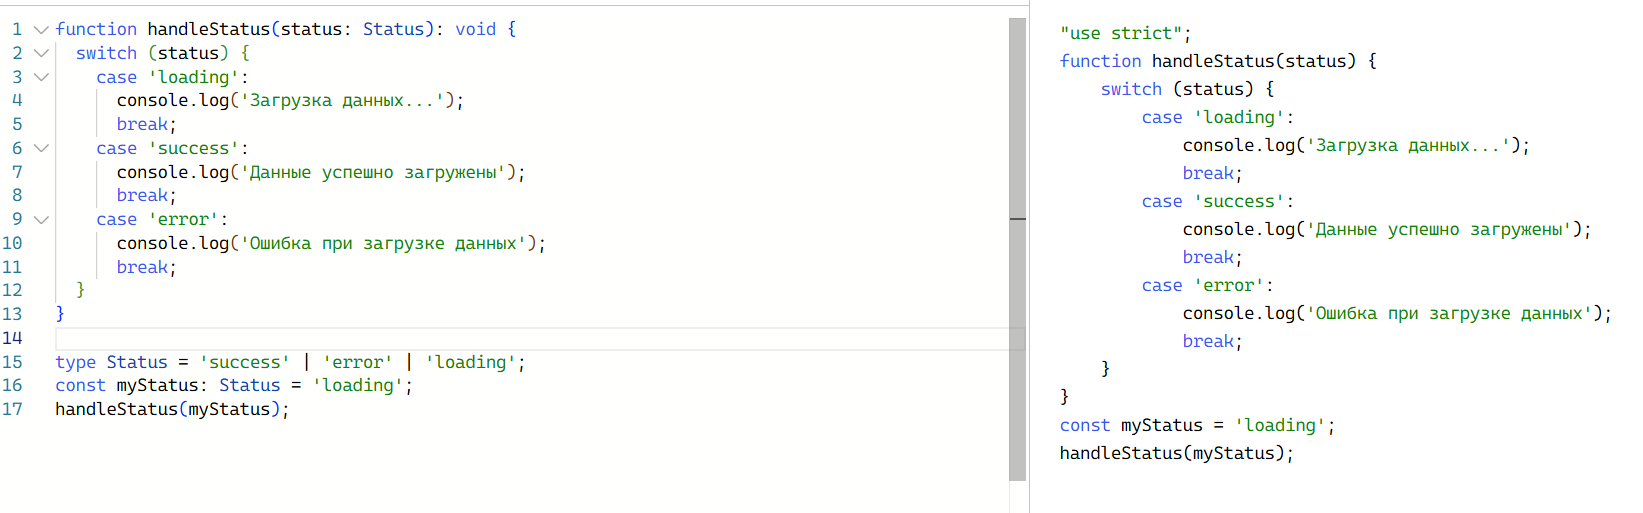 1 function handleStatus(status: Status): void {
2 switch (status) {
3 case 'loading':
4 console.log('Загрузка данных...');
5 break;
6 case 'success':
7 console.log('Данные успешно загружены');
8 break;
9 case 'error':
10 console.log('Ошибка при загрузке данных');
11 break;
12 }
13 }
14
15 type Status = 'success' | 'error' | 'loading';
16 const myStatus: Status = 'loading';
17 handleStatus(myStatus);
"use strict";
function handleStatus(status) {
switch (status) {
case 'loading':
console.log('Загрузка данных...');
break;
case 'success':
console.log('Данные успешно загружены');
break;
case 'error':
console.log('Ошибка при загрузке данных');
break;
}
}
const myStatus = 'loading';
handleStatus(myStatus);